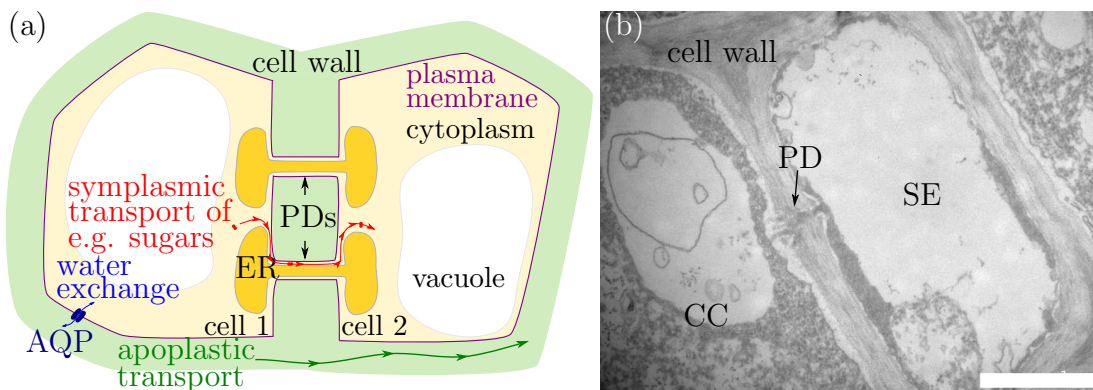 (a)
cell wall
plasma
membrane
cytoplasm
symplasmic
transport of
e.g. sugars
PDs
water
exchange
ER
vacuole
AQP
cell 1
cell 2
apoplastic
transport
(b)
cell wall
PD
SE
CC